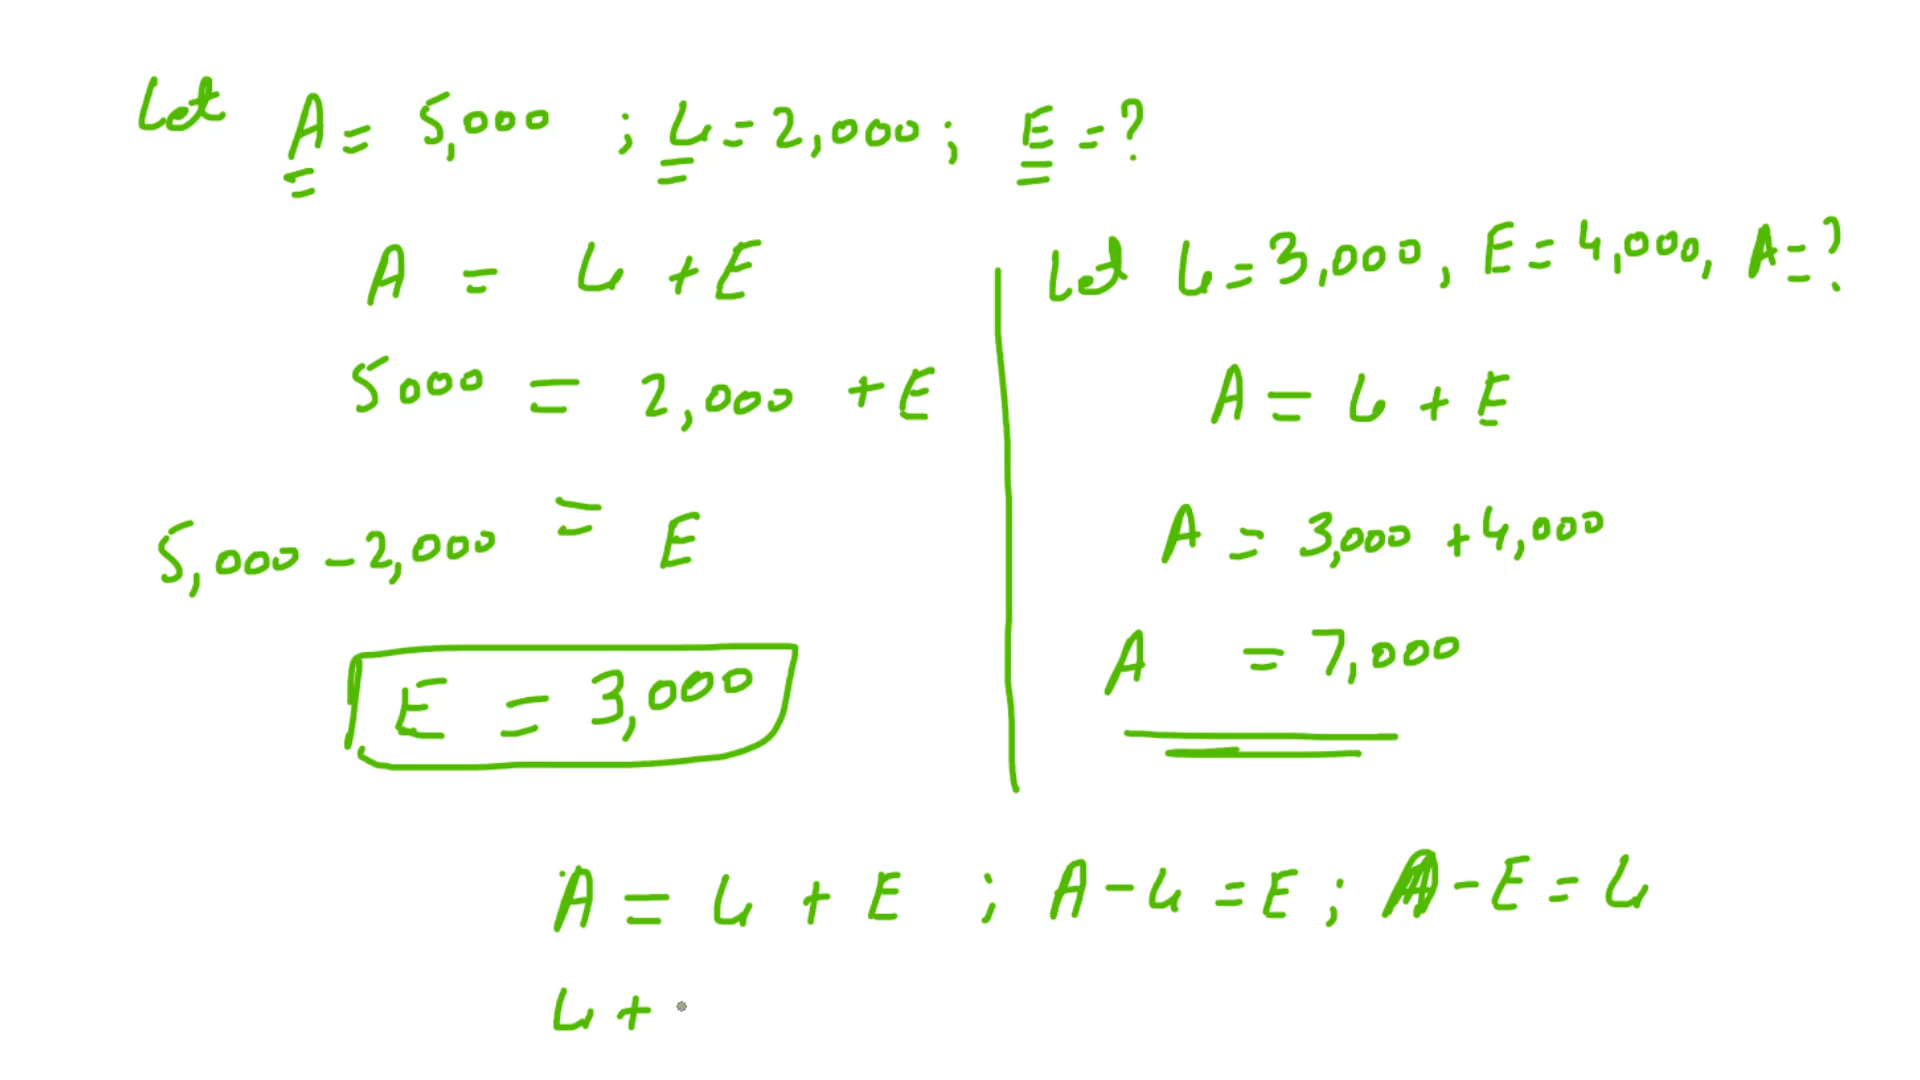 Let A = 5,000 ; L = 2,000 ; E = ?
A = L + E
5000 = 2,000 + E
5,000 - 2,000 = E
E = 3,000
Let L = 3,000, E = 4,000, A = ?
A = L + E
A = 3,000 + 4,000
A = 7,000
A = L + E ; A - L = E ; A - E = L
L +